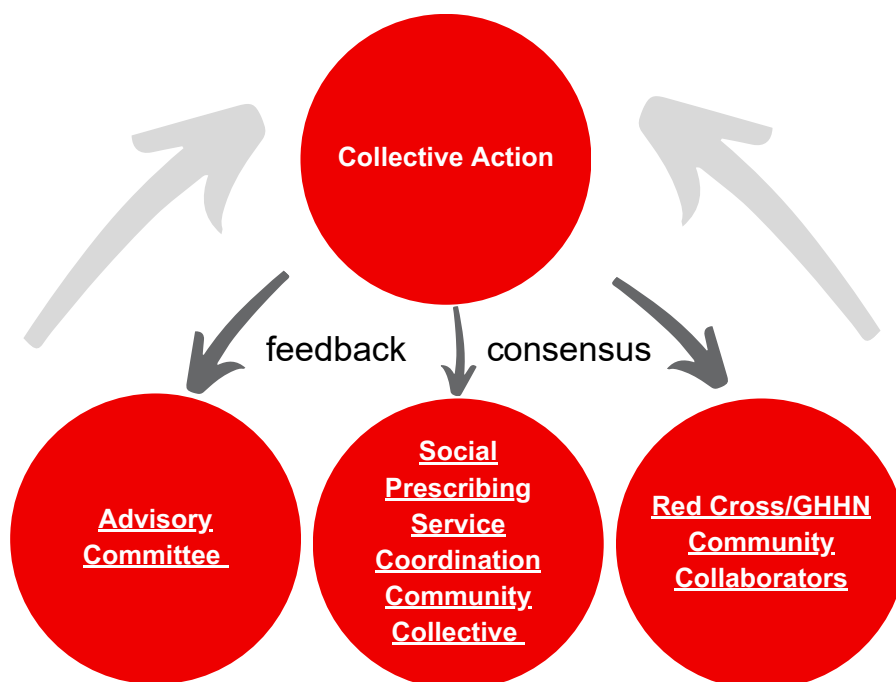 Collective Action
feedback
consensus
Advisory
Committee
Social
Prescribing
Service
Coordination
Community
Collective
Red Cross/GHHN
Community
Collaborators